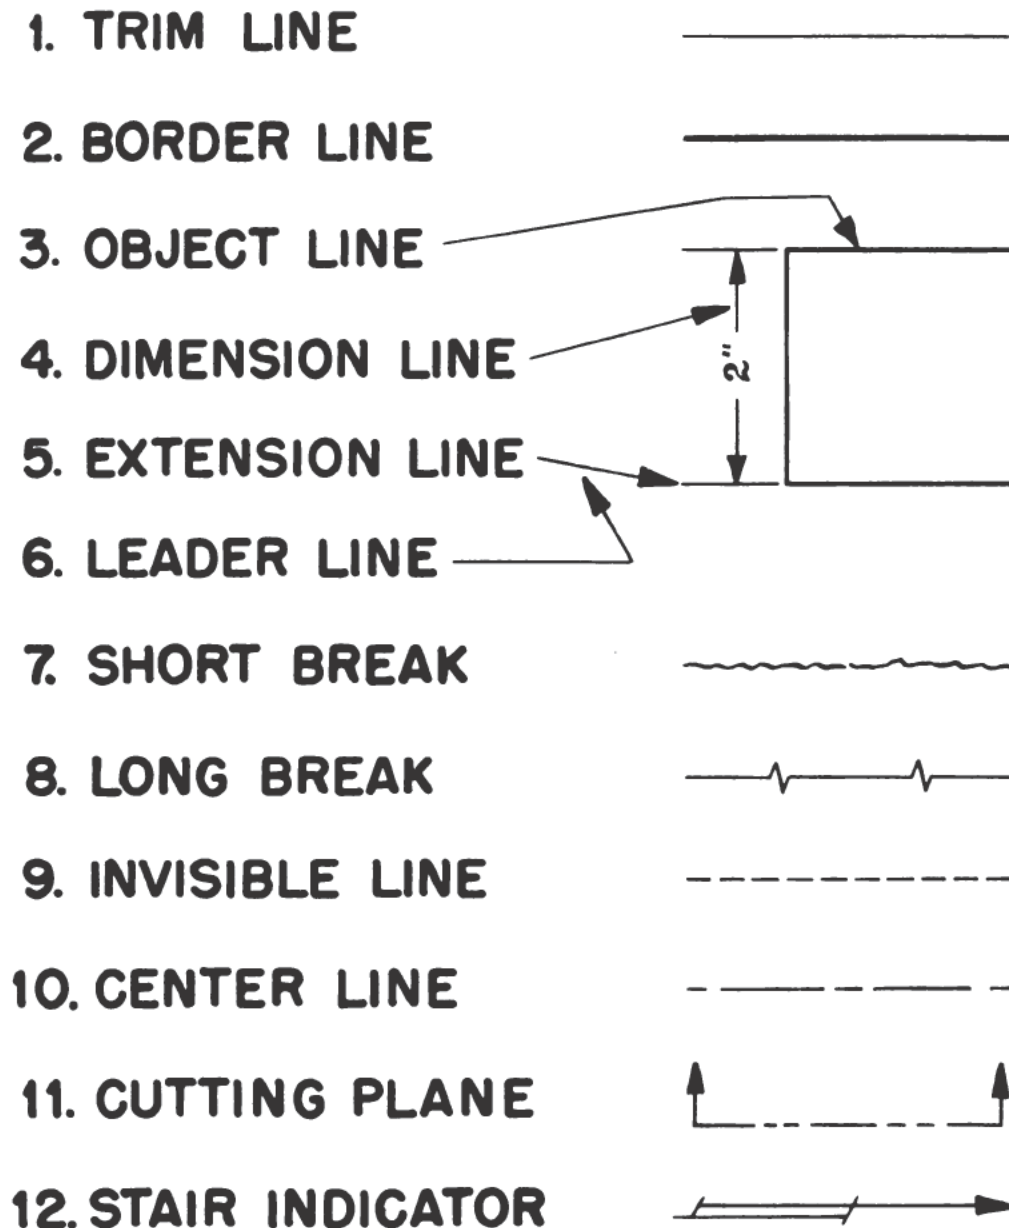 1. TRIM LINE
2. BORDER LINE
3. OBJECT LINE
4. DIMENSION LINE
2"
5. EXTENSION LINE
6. LEADER LINE
7. SHORT BREAK
8. LONG BREAK
9. INVISIBLE LINE
10. CENTER LINE
11. CUTTING PLANE
12. STAIR INDICATOR